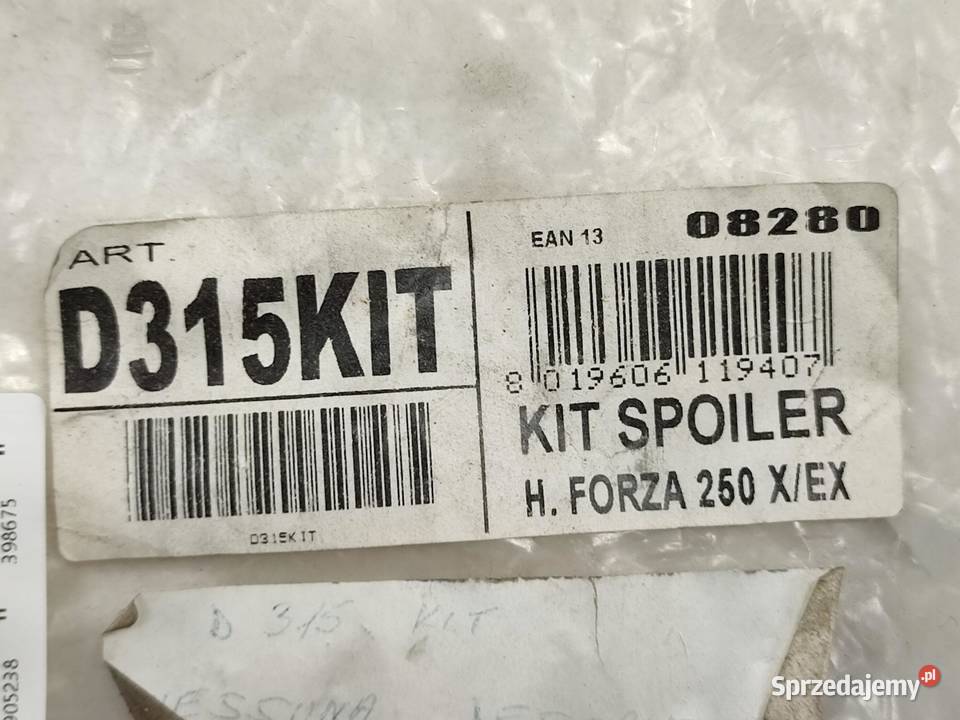 ART.
D315KIT
D315KIT
EAN 13
08280
8 019606 119407
KIT SPOILER
H. FORZA 250 X/EX
398675
905238
D 315 KIT
Sprzedajemy.pl